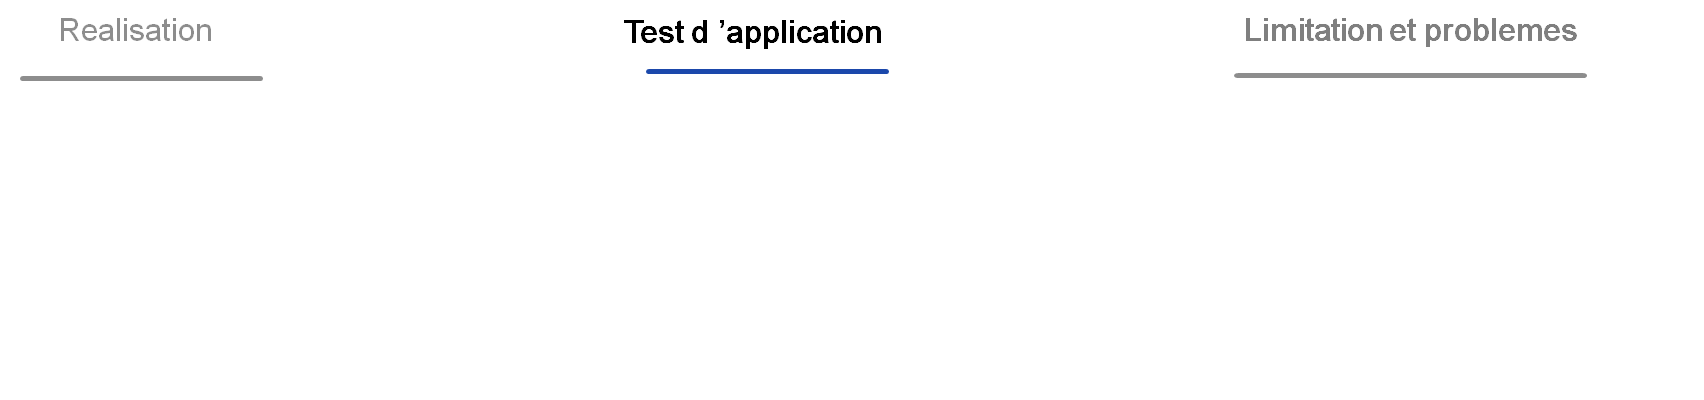 Realisation
Test d ’application
Limitation et problemes